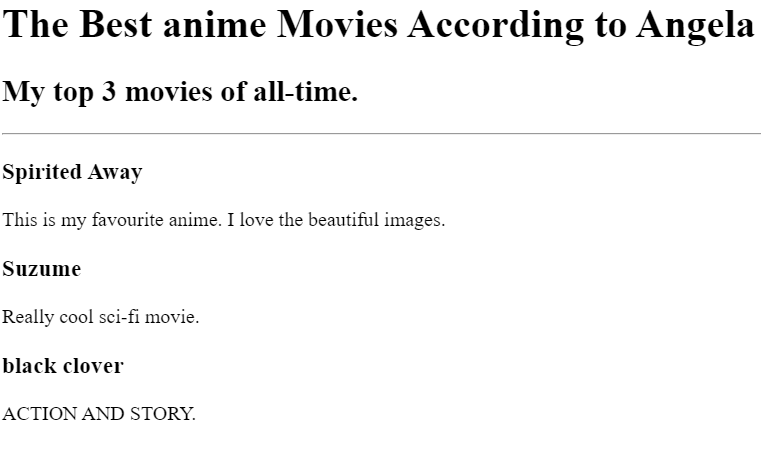 The Best anime Movies According to Angela
My top 3 movies of all-time.
Spirited Away
This is my favourite anime. I love the beautiful images.
Suzume
Really cool sci-fi movie.
black clover
ACTION AND STORY.